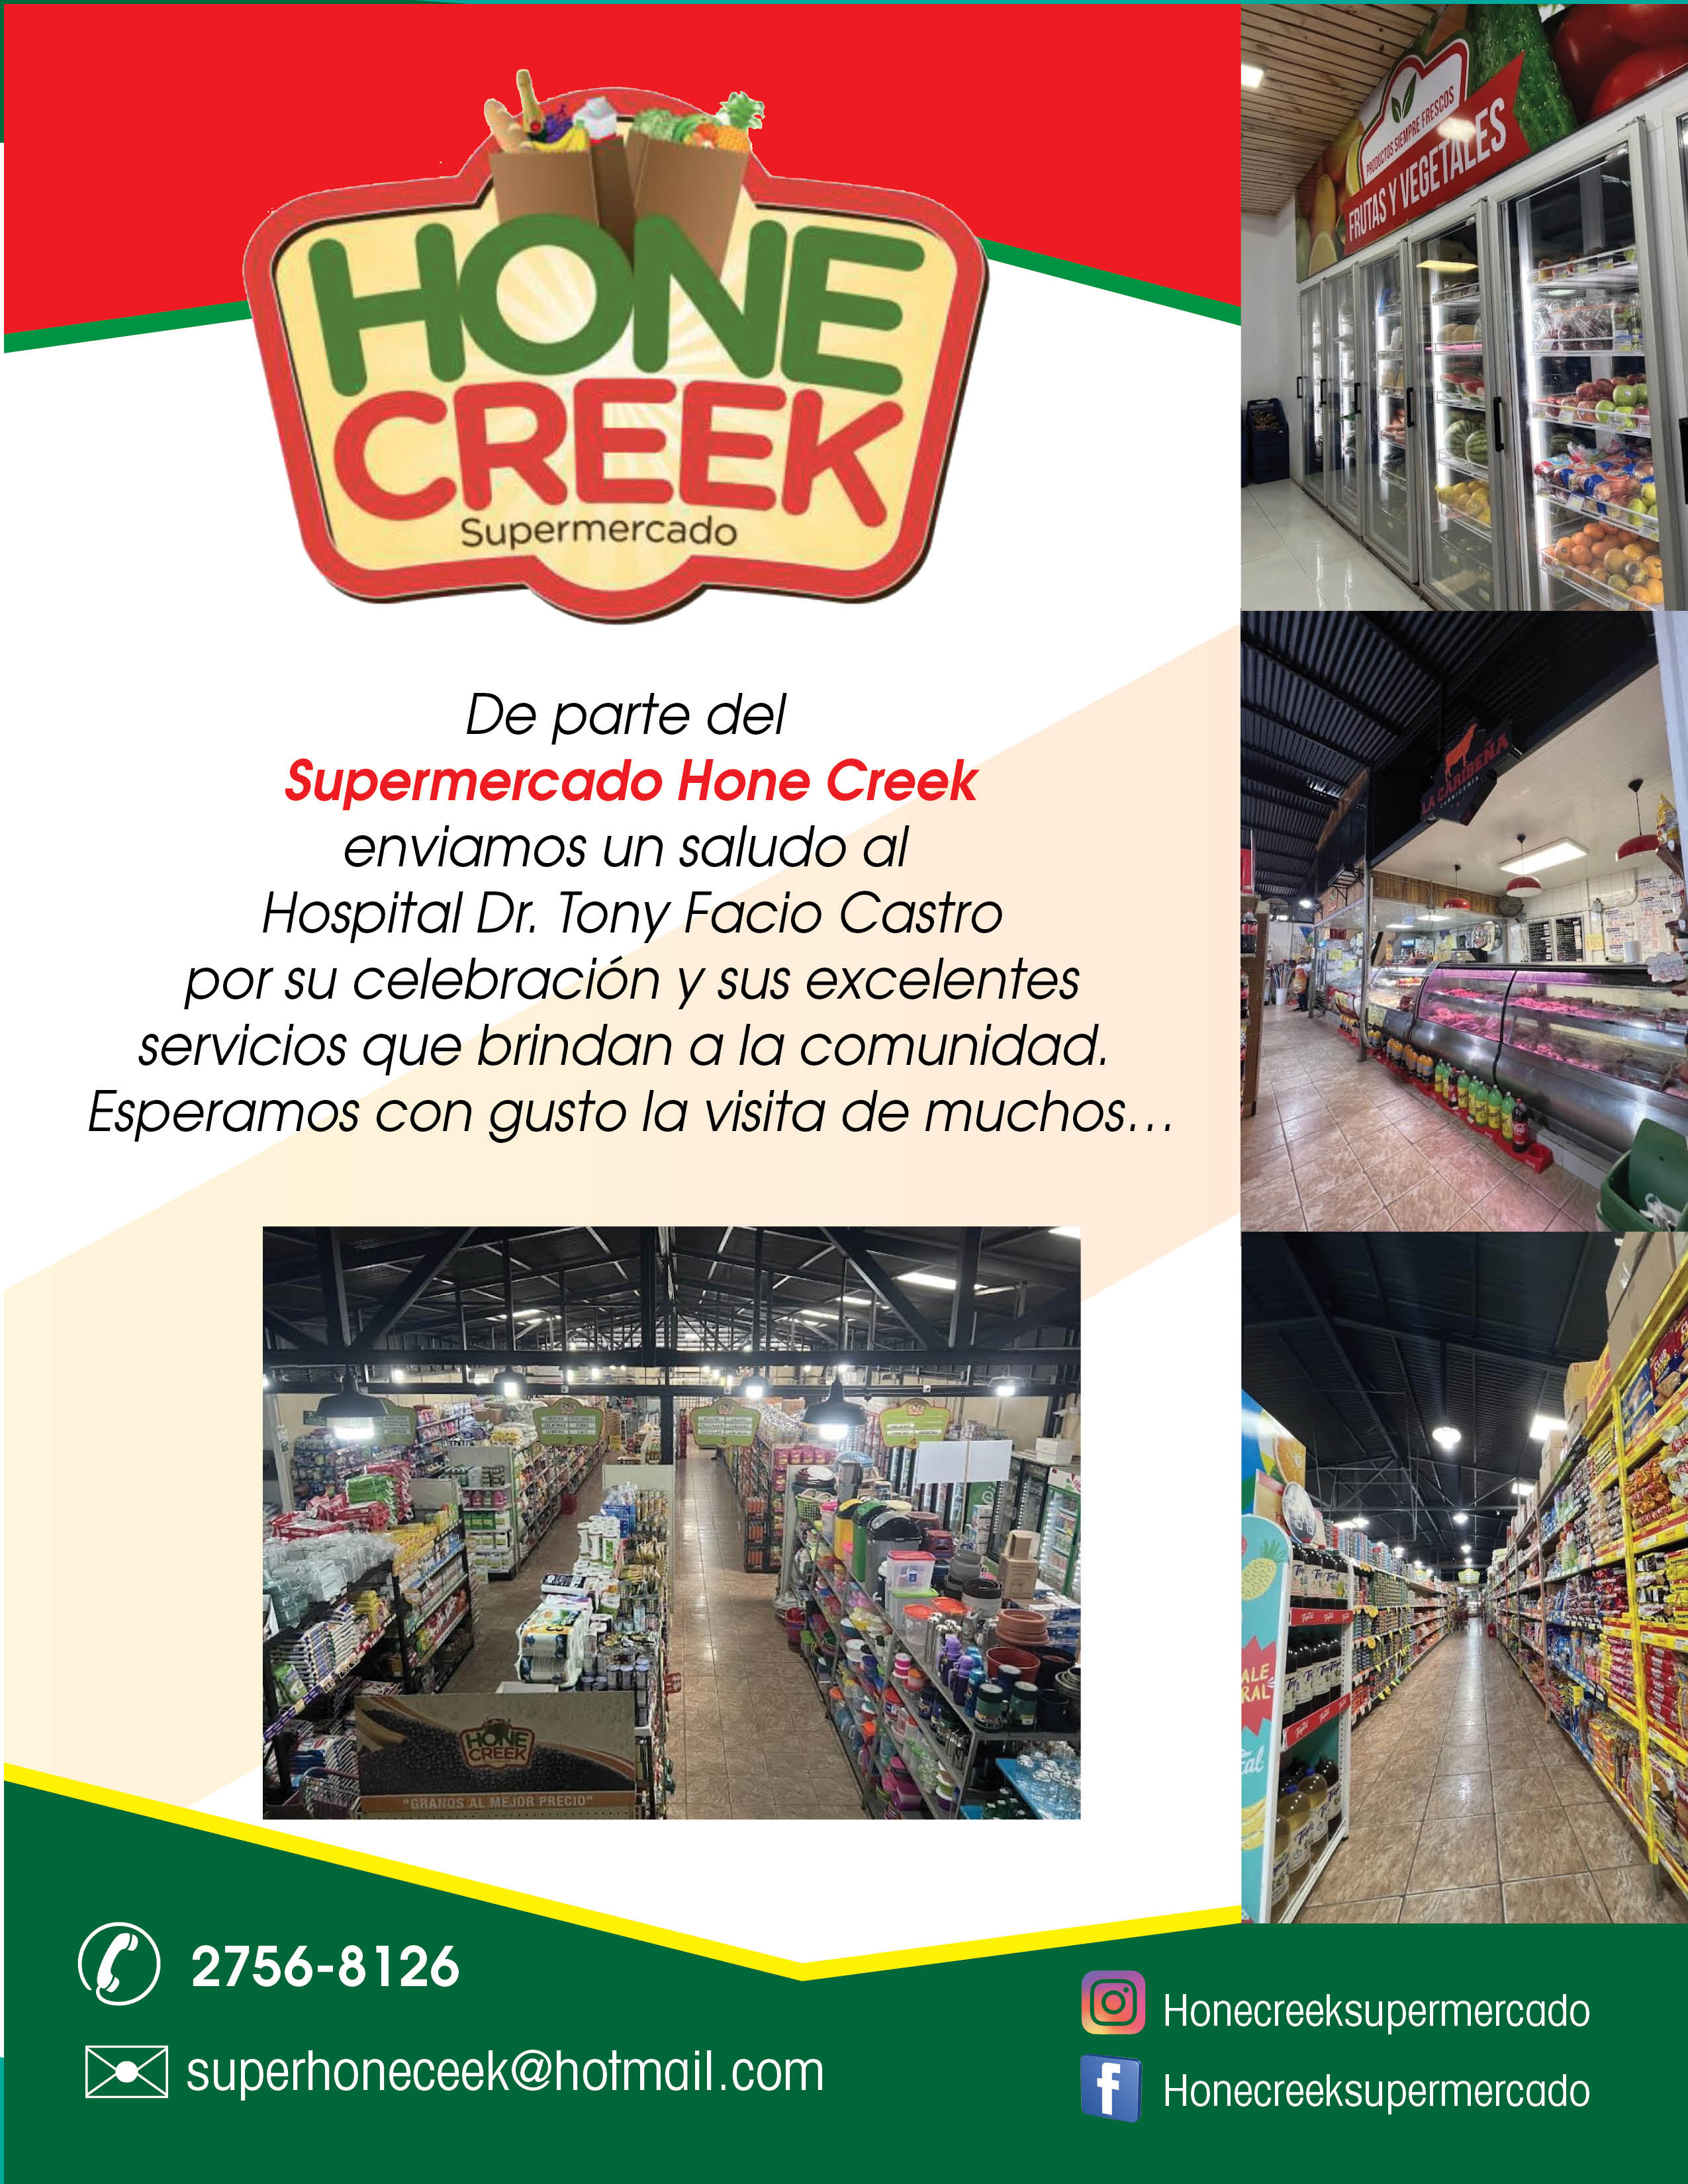 HONE
CREEK
Supermercado
De parte del
Supermercado Hone Creek
enviamos un saludo al
Hospital Dr. Tony Facio Castro
por su celebración y sus excelentes
servicios que brindan a la comunidad.
Esperamos con gusto la visita de muchos...
PRODUCTOS SIEMPRE FRESCOS
FRUTAS Y VEGETALES
LA CARIBEÑA
CARNICERIA
HONE
CREEK
"GRANOS AL MEJOR PRECIO"
2756-8126
superhoneceek@hotmail.com
Honecreeksupermercado
Honecreeksupermercado